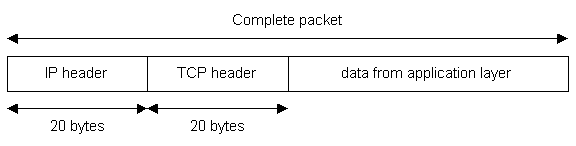 Complete packet
IP header
TCP header
data from application layer
20 bytes
20 bytes